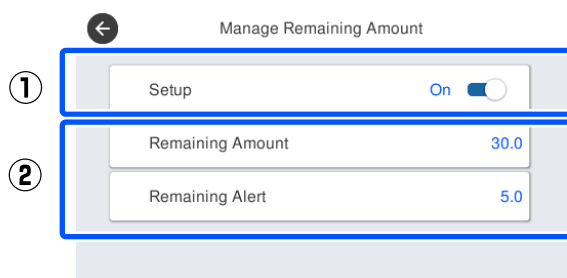 Manage Remaining Amount
① Setup On
② Remaining Amount 30.0
Remaining Alert 5.0